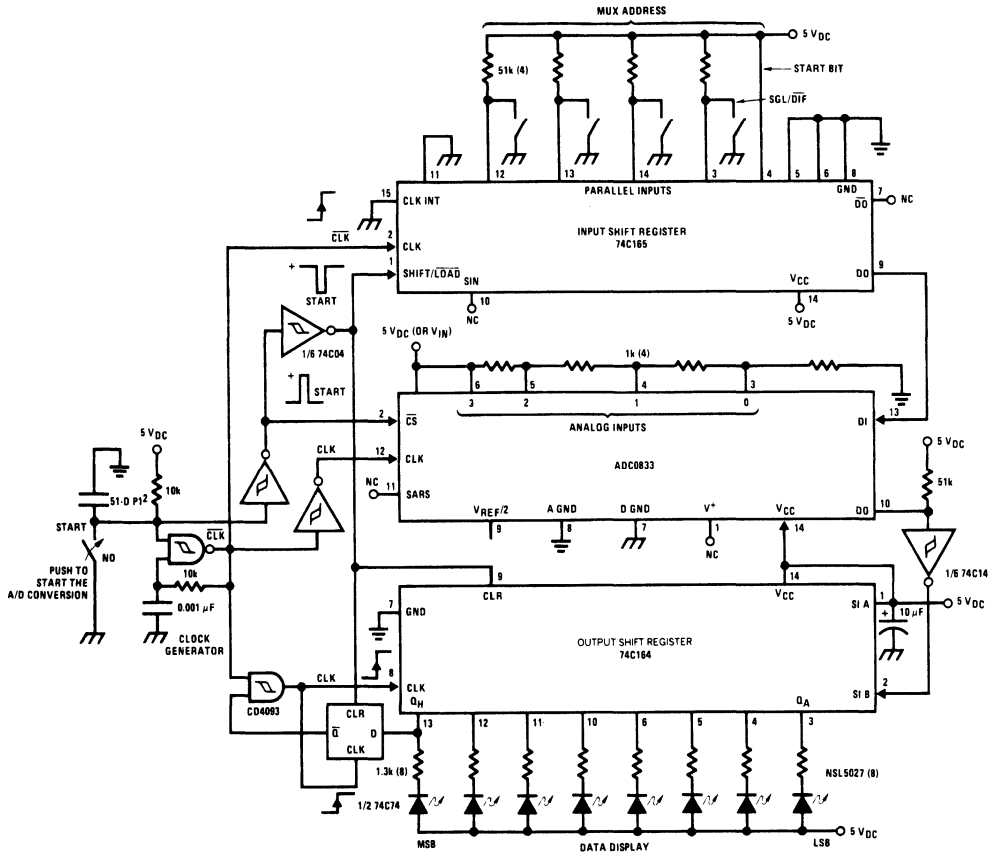 MUX ADDRESS
5 VDC
51k (4)
START BIT
SGL/DIF
11
12
13
14
3
4
5
6
8
PARALLEL INPUTS
GND
15
CLK INT
7
DO
NC
INPUT SHIFT REGISTER
74C165
CLK
2
CLK
1
SHIFT/LOAD
9
DO
SIN
VCC
+
START
10
NC
14
5 VDC
1/6 74C04
5 VDC (OR VIN)
1k (4)
+
START
6
5
4
3
3
2
1
0
ANALOG INPUTS
2
CS
13
DI
CLK
12
CLK
ADC0833
5 VDC
51k
NC
11
SARS
10
DO
VREF/2
A GND
D GND
V+
VCC
9
8
7
1
NC
14
5 VDC
10k
51·D P1²
START
NO
CLK
PUSH TO
START THE
A/D CONVERSION
10k
0.001 µF
CLOCK
GENERATOR
1/6 74C14
9
CLR
14
VCC
7
GND
SI A
1
+
10 µF
5 VDC
OUTPUT SHIFT REGISTER
74C164
CLK
8
CLK
2
SI B
QH
QA
CD4093
CLR
Q
D
CLK
13
12
11
10
6
5
4
3
1.3k (8)
NSL5027 (8)
1/2 74C74
MSB
DATA DISPLAY
LSB
5 VDC